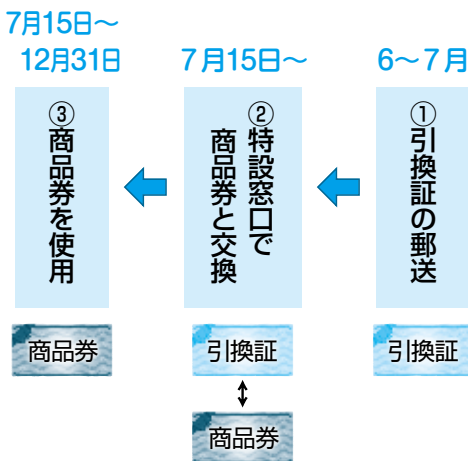 6～7月
①引換証の郵送
引換証
7月15日～
②特設窓口で
商品券と交換
引換証
商品券
7月15日～
12月31日
③商品券を使用
商品券